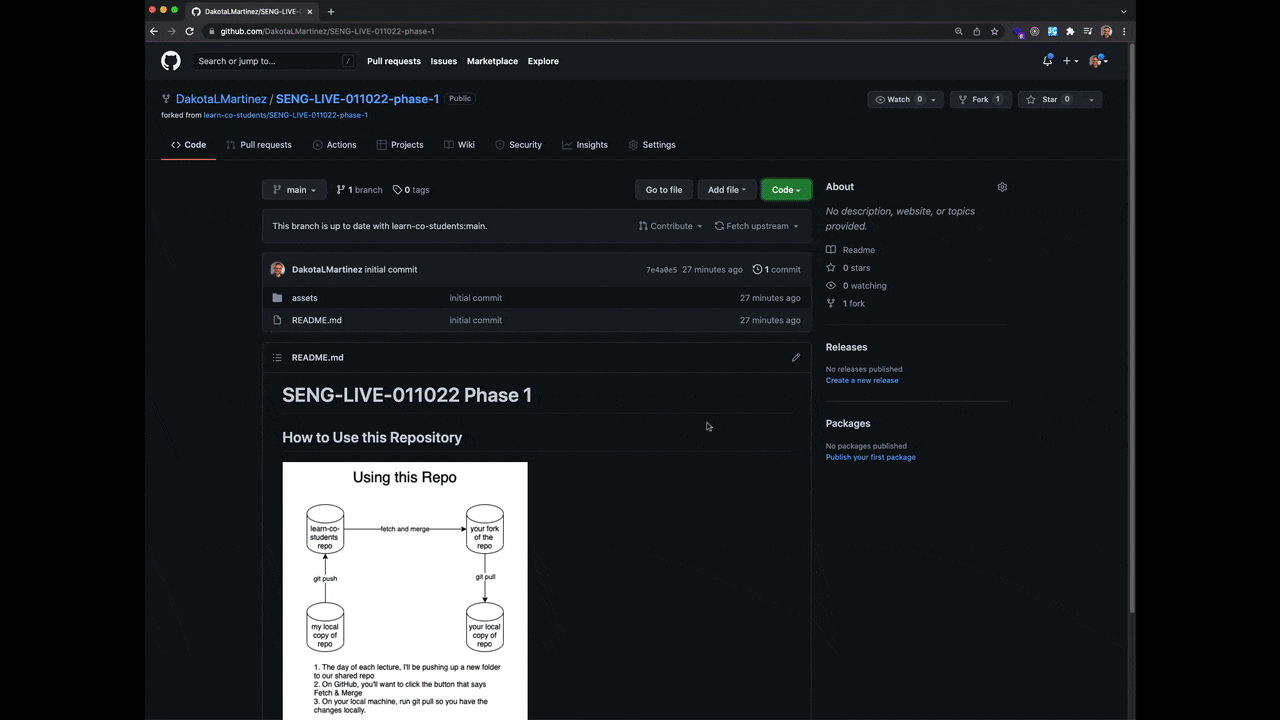 DakotaLMartinez/SENG-LIVE-01
github.com/DakotaLMartinez/SENG-LIVE-011022-phase-1
Search or jump to... /
Pull requests Issues Marketplace Explore
DakotaLMartinez / SENG-LIVE-011022-phase-1 Public
Watch 0 Fork 1 Star 0
forked from learn-co-students/SENG-LIVE-011022-phase-1
Code Pull requests Actions Projects Wiki Security Insights Settings
main 1 branch 0 tags Go to file Add file Code
This branch is up to date with learn-co-students:main. Contribute Fetch upstream
DakotaLMartinez initial commit 7e4a0e5 27 minutes ago 1 commit
assets initial commit 27 minutes ago
README.md initial commit 27 minutes ago
README.md
SENG-LIVE-011022 Phase 1
How to Use this Repository
Using this Repo
learn-co-
students
repo
fetch and merge
your fork
of the
repo
git push
git pull
my local
copy of
repo
your local
copy of
repo
1. The day of each lecture, I'll be pushing up a new folder
to our shared repo
2. On GitHub, you'll want to click the button that says
Fetch & Merge
3. On your local machine, run git pull so you have the
changes locally.
About
No description, website, or topics
provided.
Readme
0 stars
0 watching
1 fork
Releases
No releases published
Create a new release
Packages
No packages published
Publish your first package